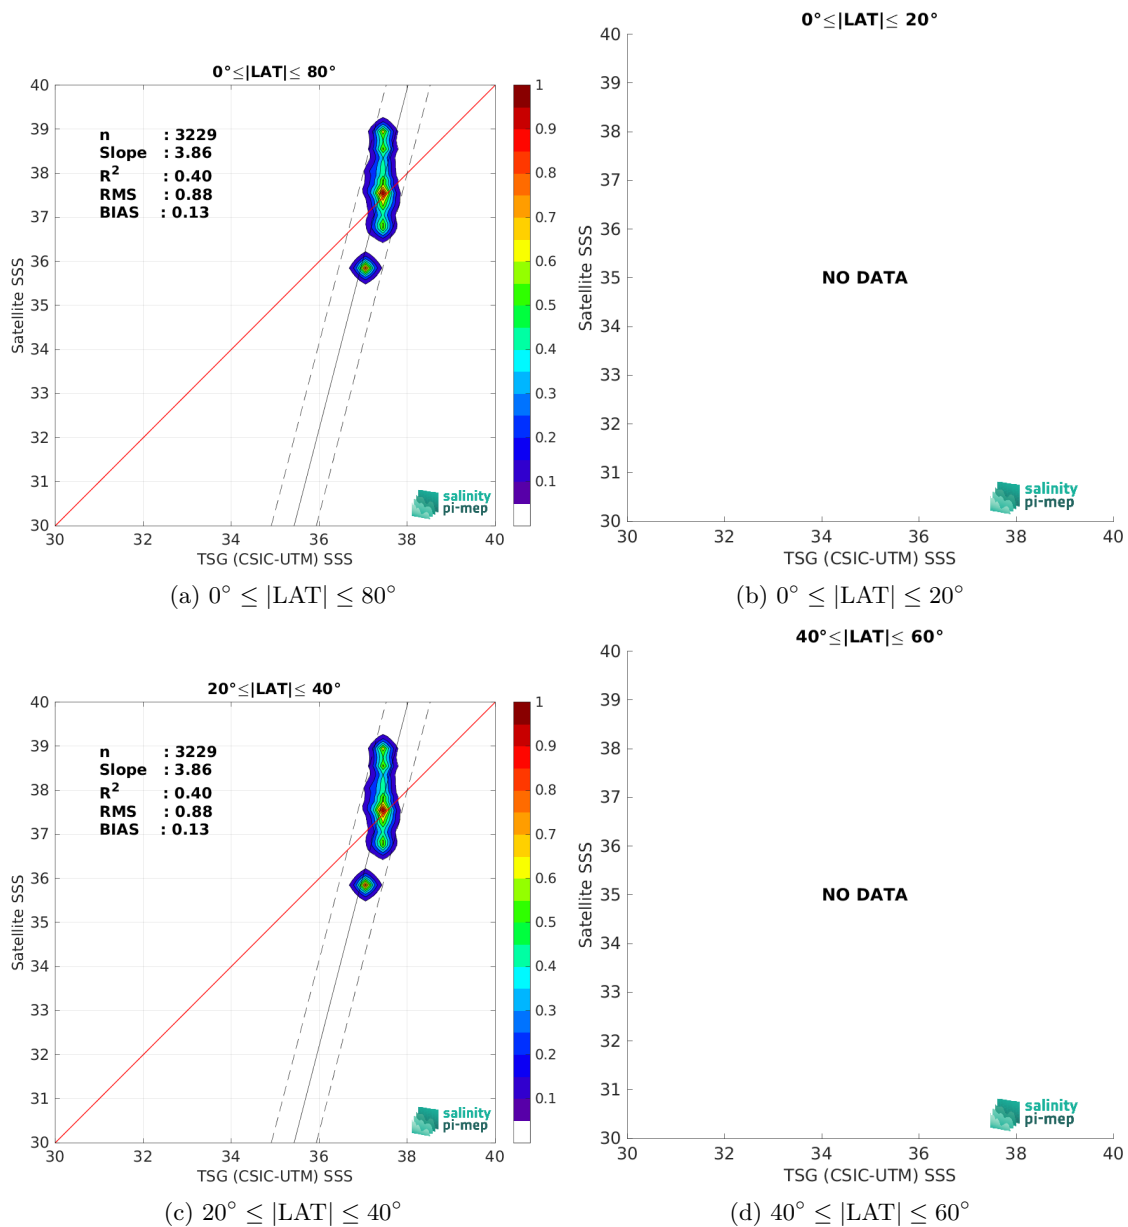 0°≤|LAT|≤ 80°
n : 3229
Slope : 3.86
R² : 0.40
RMS : 0.88
BIAS : 0.13
Satellite SSS
40
39
38
37
36
35
34
33
32
31
30
30 32 34 36 38 40
TSG (CSIC-UTM) SSS
1
0.9
0.8
0.7
0.6
0.5
0.4
0.3
0.2
0.1
salinity
pi-mep
(a) 0° ≤ |LAT| ≤ 80°
0°≤|LAT|≤ 20°
Satellite SSS
40
39
38
37
36
35
34
33
32
31
30
NO DATA
30 32 34 36 38 40
TSG (CSIC-UTM) SSS
salinity
pi-mep
(b) 0° ≤ |LAT| ≤ 20°
20°≤|LAT|≤ 40°
n : 3229
Slope : 3.86
R² : 0.40
RMS : 0.88
BIAS : 0.13
Satellite SSS
40
39
38
37
36
35
34
33
32
31
30
30 32 34 36 38 40
TSG (CSIC-UTM) SSS
1
0.9
0.8
0.7
0.6
0.5
0.4
0.3
0.2
0.1
salinity
pi-mep
(c) 20° ≤ |LAT| ≤ 40°
40°≤|LAT|≤ 60°
Satellite SSS
40
39
38
37
36
35
34
33
32
31
30
NO DATA
30 32 34 36 38 40
TSG (CSIC-UTM) SSS
salinity
pi-mep
(d) 40° ≤ |LAT| ≤ 60°